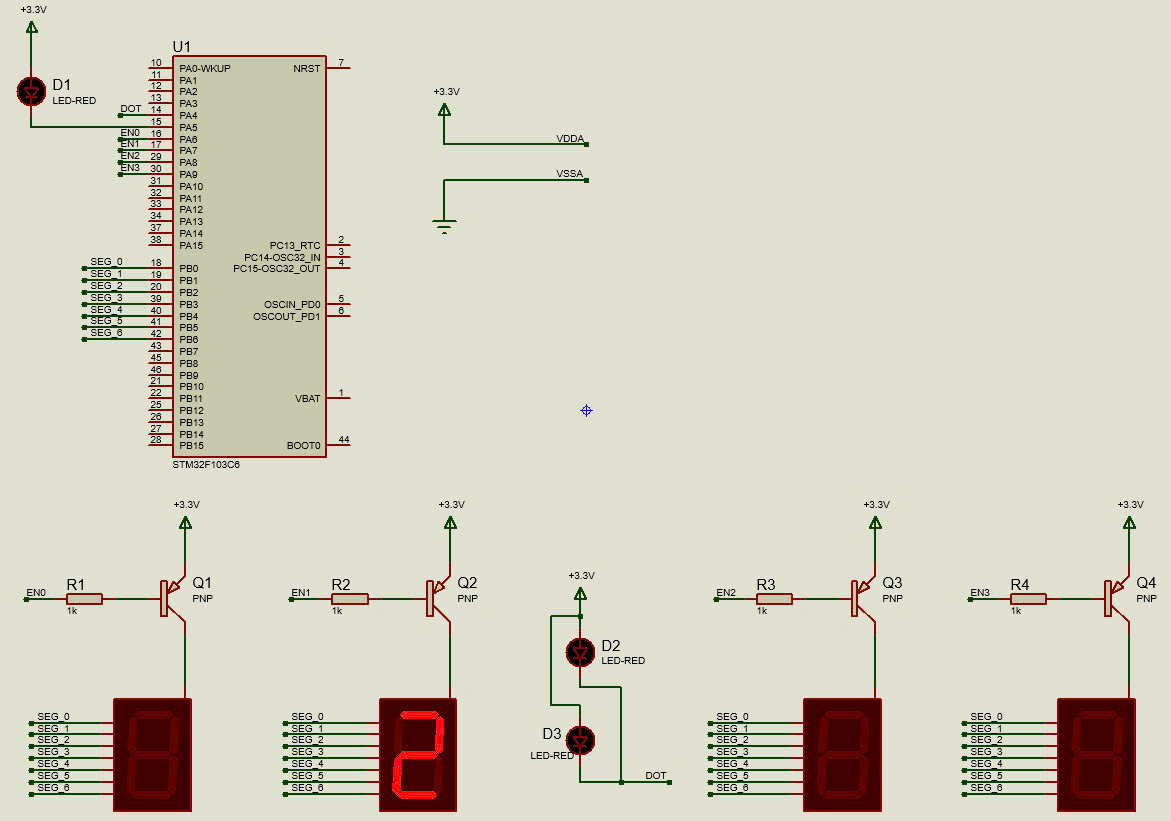 +3.3V
D1
LED-RED
U1
10 PA0-WKUP NRST 7
11 PA1
12 PA2
13 PA3
DOT 14 PA4
15 PA5
EN0 16 PA6
EN1 17 PA7
EN2 29 PA8
EN3 30 PA9
31 PA10
32 PA11
33 PA12
34 PA13
37 PA14
38 PA15 PC13_RTC 2
PC14-OSC32_IN 3
SEG_0 18 PB0 PC15-OSC32_OUT 4
SEG_1 19 PB1
SEG_2 20 PB2
SEG_3 39 PB3 OSCIN_PD0 5
SEG_4 40 PB4 OSCOUT_PD1 6
SEG_5 41 PB5
SEG_6 42 PB6
43 PB7
45 PB8
46 PB9
21 PB10
22 PB11 VBAT 1
25 PB12
26 PB13
27 PB14
28 PB15 BOOT0 44
STM32F103C6
+3.3V
VDDA
VSSA
+3.3V
EN0 R1
1k
Q1
PNP
SEG_0
SEG_1
SEG_2
SEG_3
SEG_4
SEG_5
SEG_6
+3.3V
EN1 R2
1k
Q2
PNP
SEG_0
SEG_1
SEG_2
SEG_3
SEG_4
SEG_5
SEG_6
2
+3.3V
D2
LED-RED
D3
LED-RED
DOT
+3.3V
EN2 R3
1k
Q3
PNP
SEG_0
SEG_1
SEG_2
SEG_3
SEG_4
SEG_5
SEG_6
+3.3V
EN3 R4
1k
Q4
PNP
SEG_0
SEG_1
SEG_2
SEG_3
SEG_4
SEG_5
SEG_6